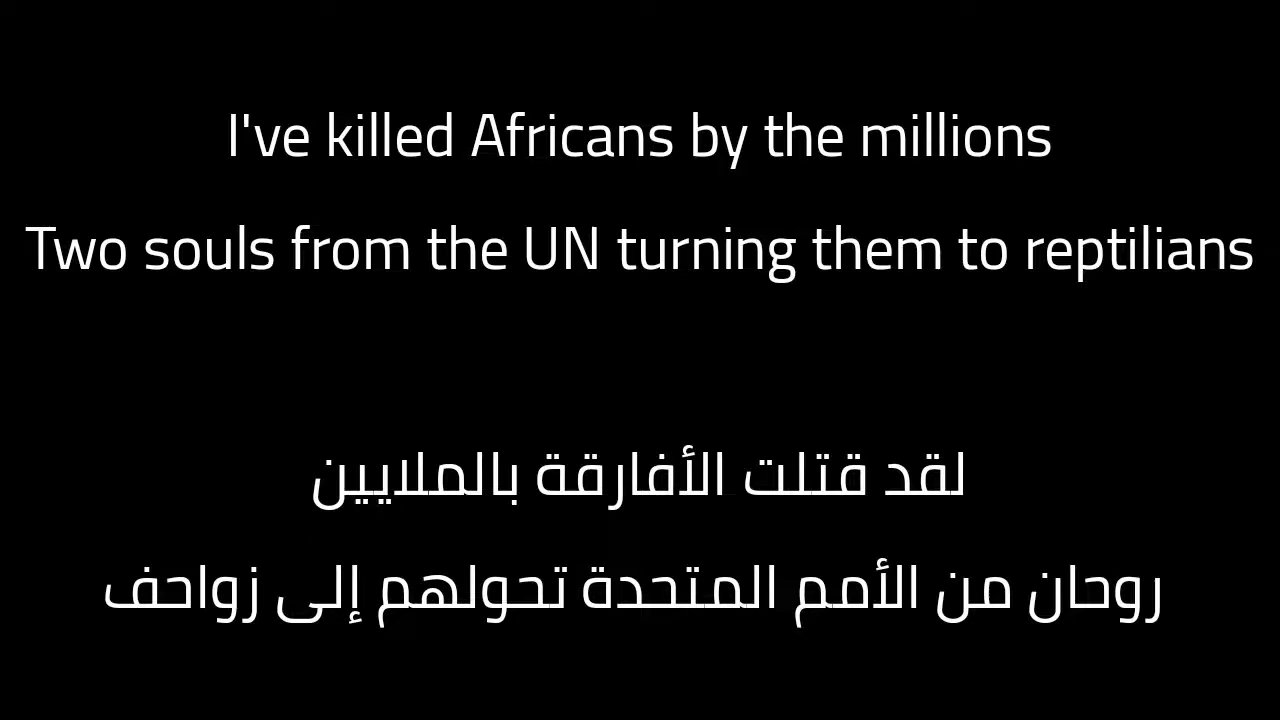 I've killed Africans by the millions
Two souls from the UN turning them to reptilians
لقد قتلت الأفارقة بالملايين
روحان من الأمم المتحدة تحولهم إلى زواحف